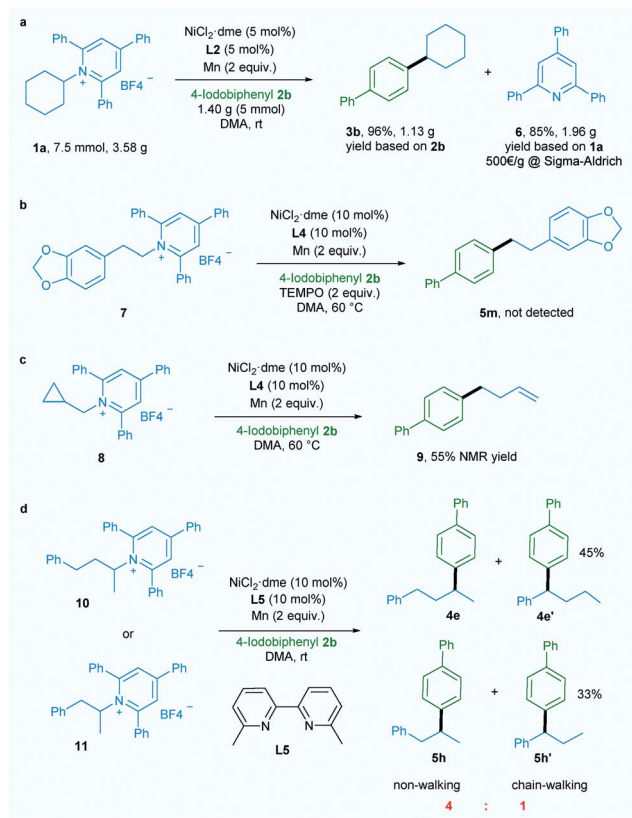 a
Ph
Ph
N
+
BF4 −
Ph
1a, 7.5 mmol, 3.58 g
NiCl2·dme (5 mol%)
L2 (5 mol%)
Mn (2 equiv.)
4-Iodobiphenyl 2b
1.40 g (5 mmol)
DMA, rt
Ph
3b, 96%, 1.13 g
yield based on 2b
+
Ph
Ph
N
Ph
6, 85%, 1.96 g
yield based on 1a
500€/g @ Sigma-Aldrich
b
Ph
Ph
O
O
N
+
BF4 −
Ph
7
NiCl2·dme (10 mol%)
L4 (10 mol%)
Mn (2 equiv.)
4-Iodobiphenyl 2b
TEMPO (2 equiv.)
DMA, 60 °C
O
O
Ph
5m, not detected
c
Ph
Ph
N
+
BF4 −
Ph
8
NiCl2·dme (10 mol%)
L4 (10 mol%)
Mn (2 equiv.)
4-Iodobiphenyl 2b
DMA, 60 °C
Ph
9, 55% NMR yield
d
Ph
Ph
Ph
N
+
BF4 −
Ph
10
or
Ph
Ph
Ph
N
+
BF4 −
Ph
11
NiCl2·dme (10 mol%)
L5 (10 mol%)
Mn (2 equiv.)
4-Iodobiphenyl 2b
DMA, rt
N
N
L5
Ph
Ph
4e
+
Ph
Ph
4e'
45%
Ph
Ph
5h
+
Ph
Ph
5h'
33%
non-walking
chain-walking
4 : 1